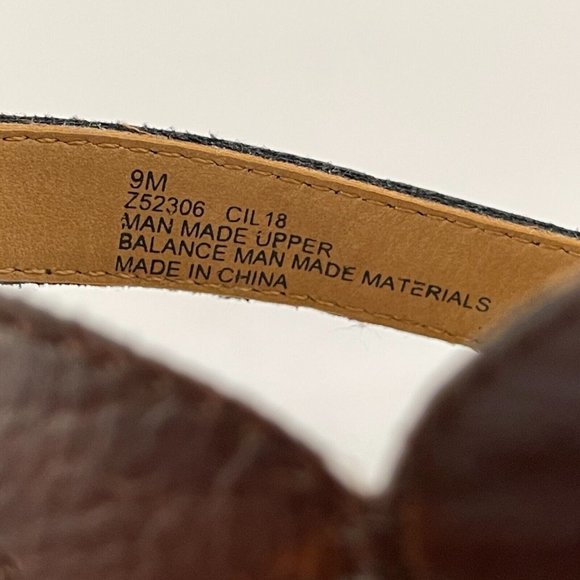 9M
Z52306 CIL18
MAN MADE UPPER
BALANCE MAN MADE MATERIALS
MADE IN CHINA